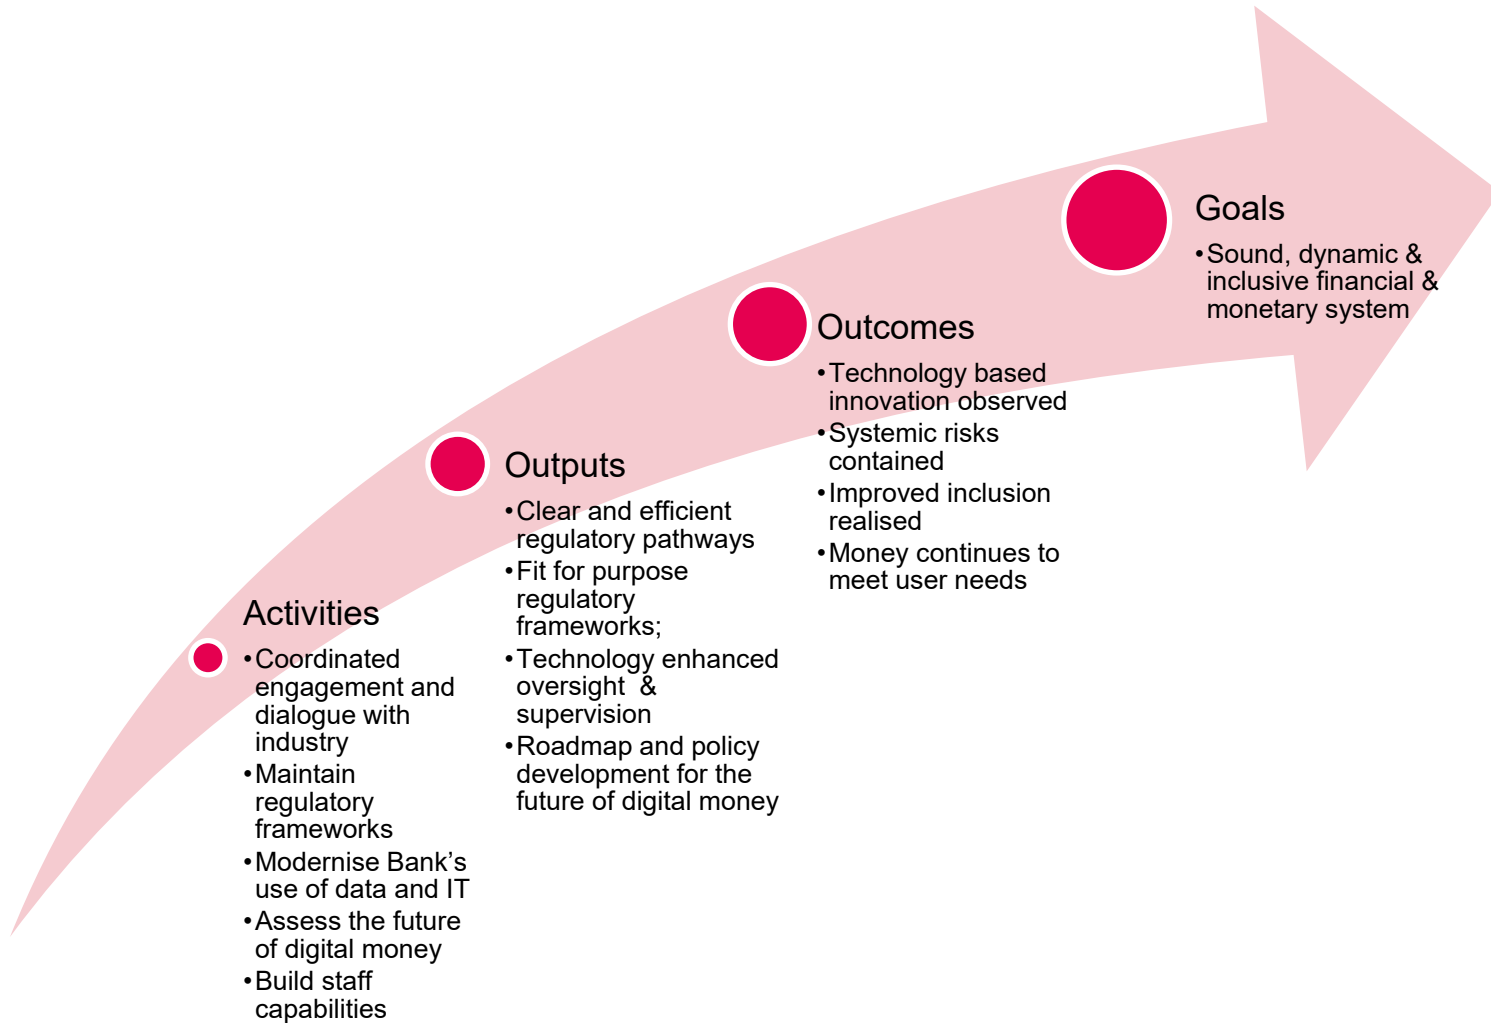 Goals
•Sound, dynamic &
inclusive financial &
monetary system
Outcomes
•Technology based
innovation observed
•Systemic risks
contained
•Improved inclusion
realised
•Money continues to
meet user needs
Outputs
•Clear and efficient
regulatory pathways
•Fit for purpose
regulatory
frameworks;
•Technology enhanced
oversight  &
supervision
•Roadmap and policy
development for the
future of digital money
Activities
•Coordinated
engagement and
dialogue with
industry
•Maintain
regulatory
frameworks
•Modernise Bank’s
use of data and IT
•Assess the future
of digital money
•Build staff
capabilities